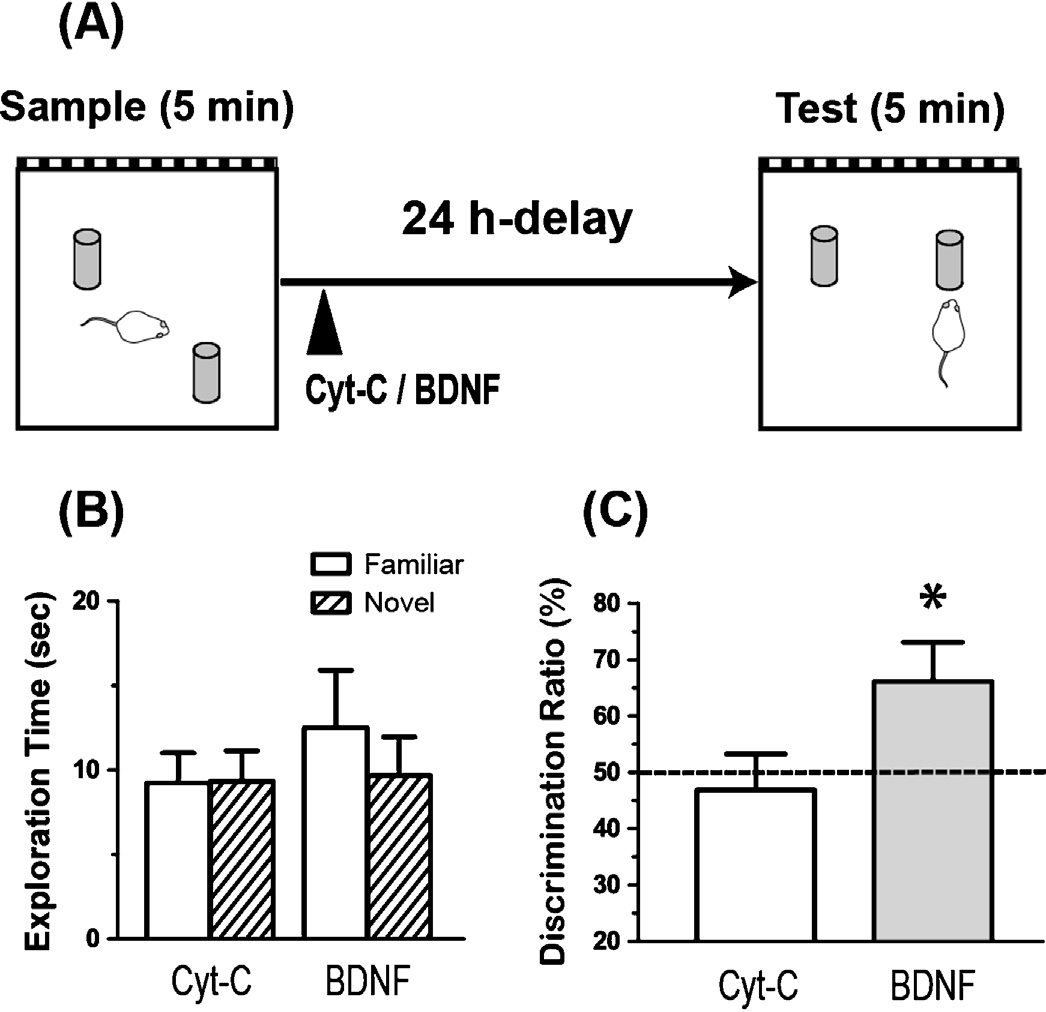 (A)
Sample (5 min)
Test (5 min)
24 h-delay
Cyt-C / BDNF
(B)
Familiar
Novel
Exploration Time (sec)
20
10
0
Cyt-C
BDNF
(C)
*
Discrimination Ratio (%)
80
70
60
50
40
30
20
Cyt-C
BDNF